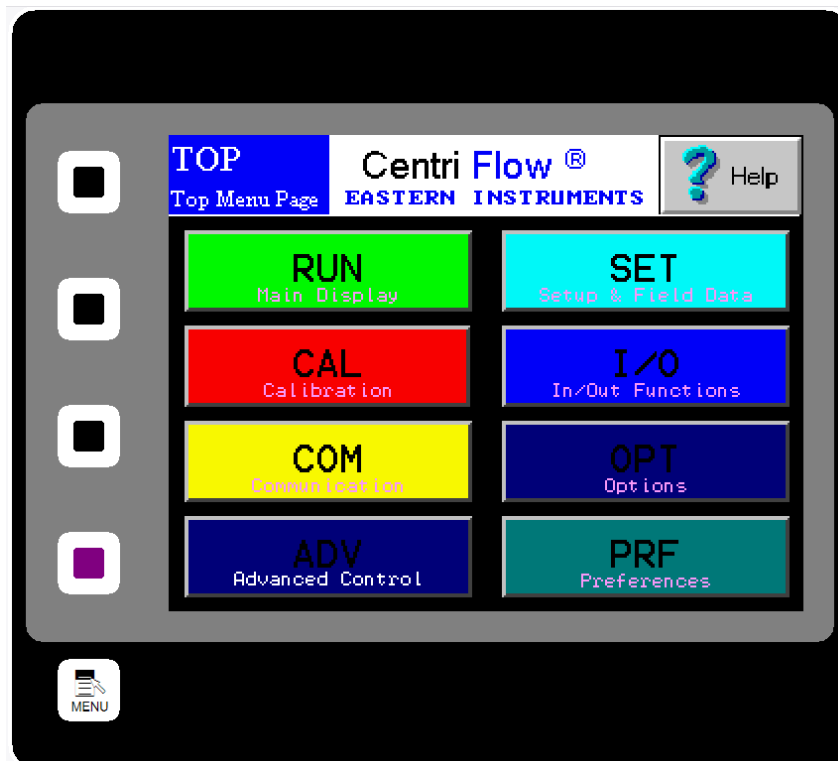 TOP
Top Menu Page
Centri Flow ®
EASTERN INSTRUMENTS
Help
RUN
Main Display
SET
Setup & Field Data
CAL
Calibration
I/O
In/Out Functions
COM
Communication
OPT
Options
ADV
Advanced Control
PRF
Preferences
MENU